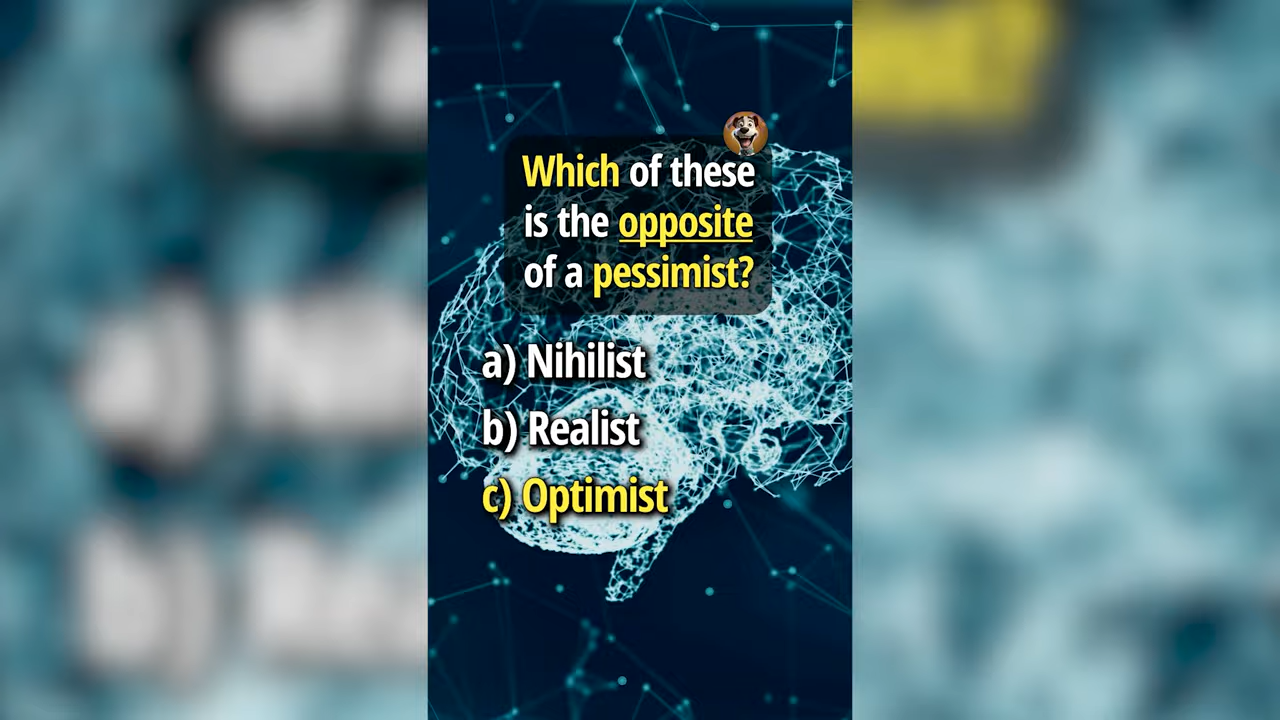 Which of these
is the opposite
of a pessimist?
a) Nihilist
b) Realist
c) Optimist